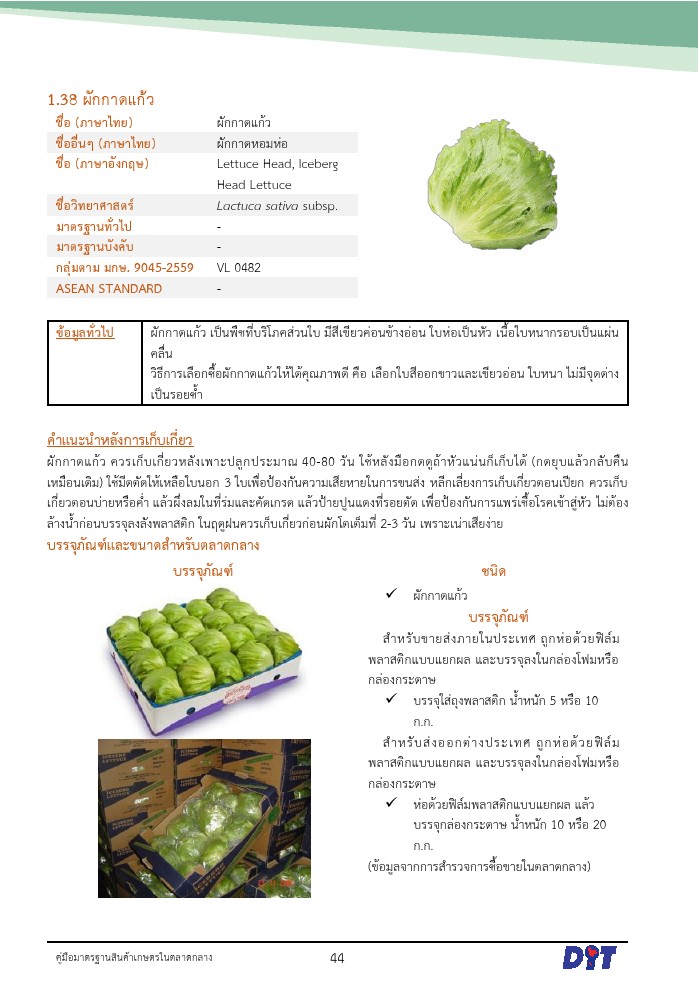 1.38 ผักกาดแก้ว
ชื่อ (ภาษาไทย) ผักกาดแก้ว
ชื่ออื่นๆ (ภาษาไทย) ผักกาดหอมห่อ
ชื่อ (ภาษาอังกฤษ) Lettuce Head, Iceberg
Head Lettuce
ชื่อวิทยาศาสตร์ Lactuca sativa subsp.
มาตรฐานทั่วไป -
มาตรฐานบังคับ -
กลุ่มตาม มกษ. 9045-2559 VL 0482
ASEAN STANDARD -
ข้อมูลทั่วไป ผักกาดแก้ว เป็นพืชที่บริโภคส่วนใบ มีสีเขียวค่อนข้างอ่อน ใบห่อเป็นหัว เนื้อใบหนากรอบเป็นแผ่น
คลื่น
วิธีการเลือกซื้อผักกาดแก้วให้ได้คุณภาพดี คือ เลือกใบสีออกขาวและเขียวอ่อน ใบหนา ไม่มีจุดด่าง
เป็นรอยช้ำ
คำแนะนำหลังการเก็บเกี่ยว
ผักกาดแก้ว ควรเก็บเกี่ยวหลังเพาะปลูกประมาณ 40-80 วัน ใช้หลังมือกดดูถ้าหัวแน่นก็เก็บได้ (กดยุบแล้วกลับคืน
เหมือนเดิม) ใช้มีดตัดให้เหลือใบนอก 3 ใบเพื่อป้องกันความเสียหายในการขนส่ง หลีกเลี่ยงการเก็บเกี่ยวตอนเปียก ควรเก็บ
เกี่ยวตอนบ่ายหรือค่ำ แล้วผึ่งลมในที่ร่มและคัดเกรด แล้วป้ายปูนแดงที่รอยตัด เพื่อป้องกันการแพร่เชื้อโรคเข้าสู่หัว ไม่ต้อง
ล้างน้ำก่อนบรรจุลงลังพลาสติก ในฤดูฝนควรเก็บเกี่ยวก่อนผักโตเต็มที่ 2-3 วัน เพราะเน่าเสียง่าย
บรรจุภัณฑ์และขนาดสำหรับตลาดกลาง
บรรจุภัณฑ์ ชนิด
✓ ผักกาดแก้ว
บรรจุภัณฑ์
สำหรับขายส่งภายในประเทศ ถูกห่อด้วยฟิล์ม
พลาสติกแบบแยกผล และบรรจุลงในกล่องโฟมหรือ
กล่องกระดาษ
✓ บรรจุใส่ถุงพลาสติก น้ำหนัก 5 หรือ 10
ก.ก.
สำหรับส่งออกต่างประเทศ ถูกห่อด้วยฟิล์ม
พลาสติกแบบแยกผล และบรรจุลงในกล่องโฟมหรือ
กล่องกระดาษ
✓ ห่อด้วยฟิล์มพลาสติกแบบแยกผล แล้ว
บรรจุกล่องกระดาษ น้ำหนัก 10 หรือ 20
ก.ก.
(ข้อมูลจากการสำรวจการซื้อขายในตลาดกลาง)
ICEBERG
LETTUCE
คู่มือมาตรฐานสินค้าเกษตรในตลาดกลาง 44 DIT